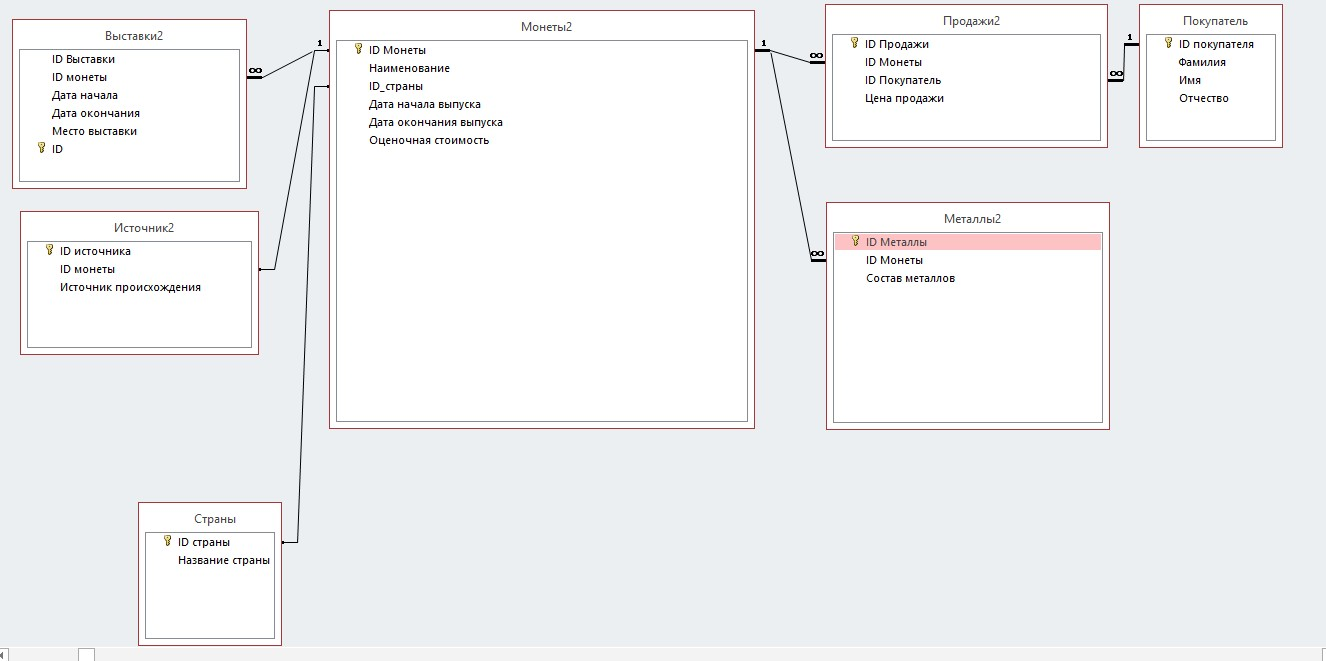 Выставки2
ID Выставки
ID монеты
Дата начала
Дата окончания
Место выставки
ID
Источник2
ID источника
ID монеты
Источник происхождения
Страны
ID страны
Название страны
Монеты2
ID Монеты
Наименование
ID_страны
Дата начала выпуска
Дата окончания выпуска
Оценочная стоимость
Продажи2
ID Продажи
ID Монеты
ID Покупатель
Цена продажи
Металлы2
ID Металлы
ID Монеты
Состав металлов
Покупатель
ID покупателя
Фамилия
Имя
Отчество
∞
1
1
∞
∞
∞
1